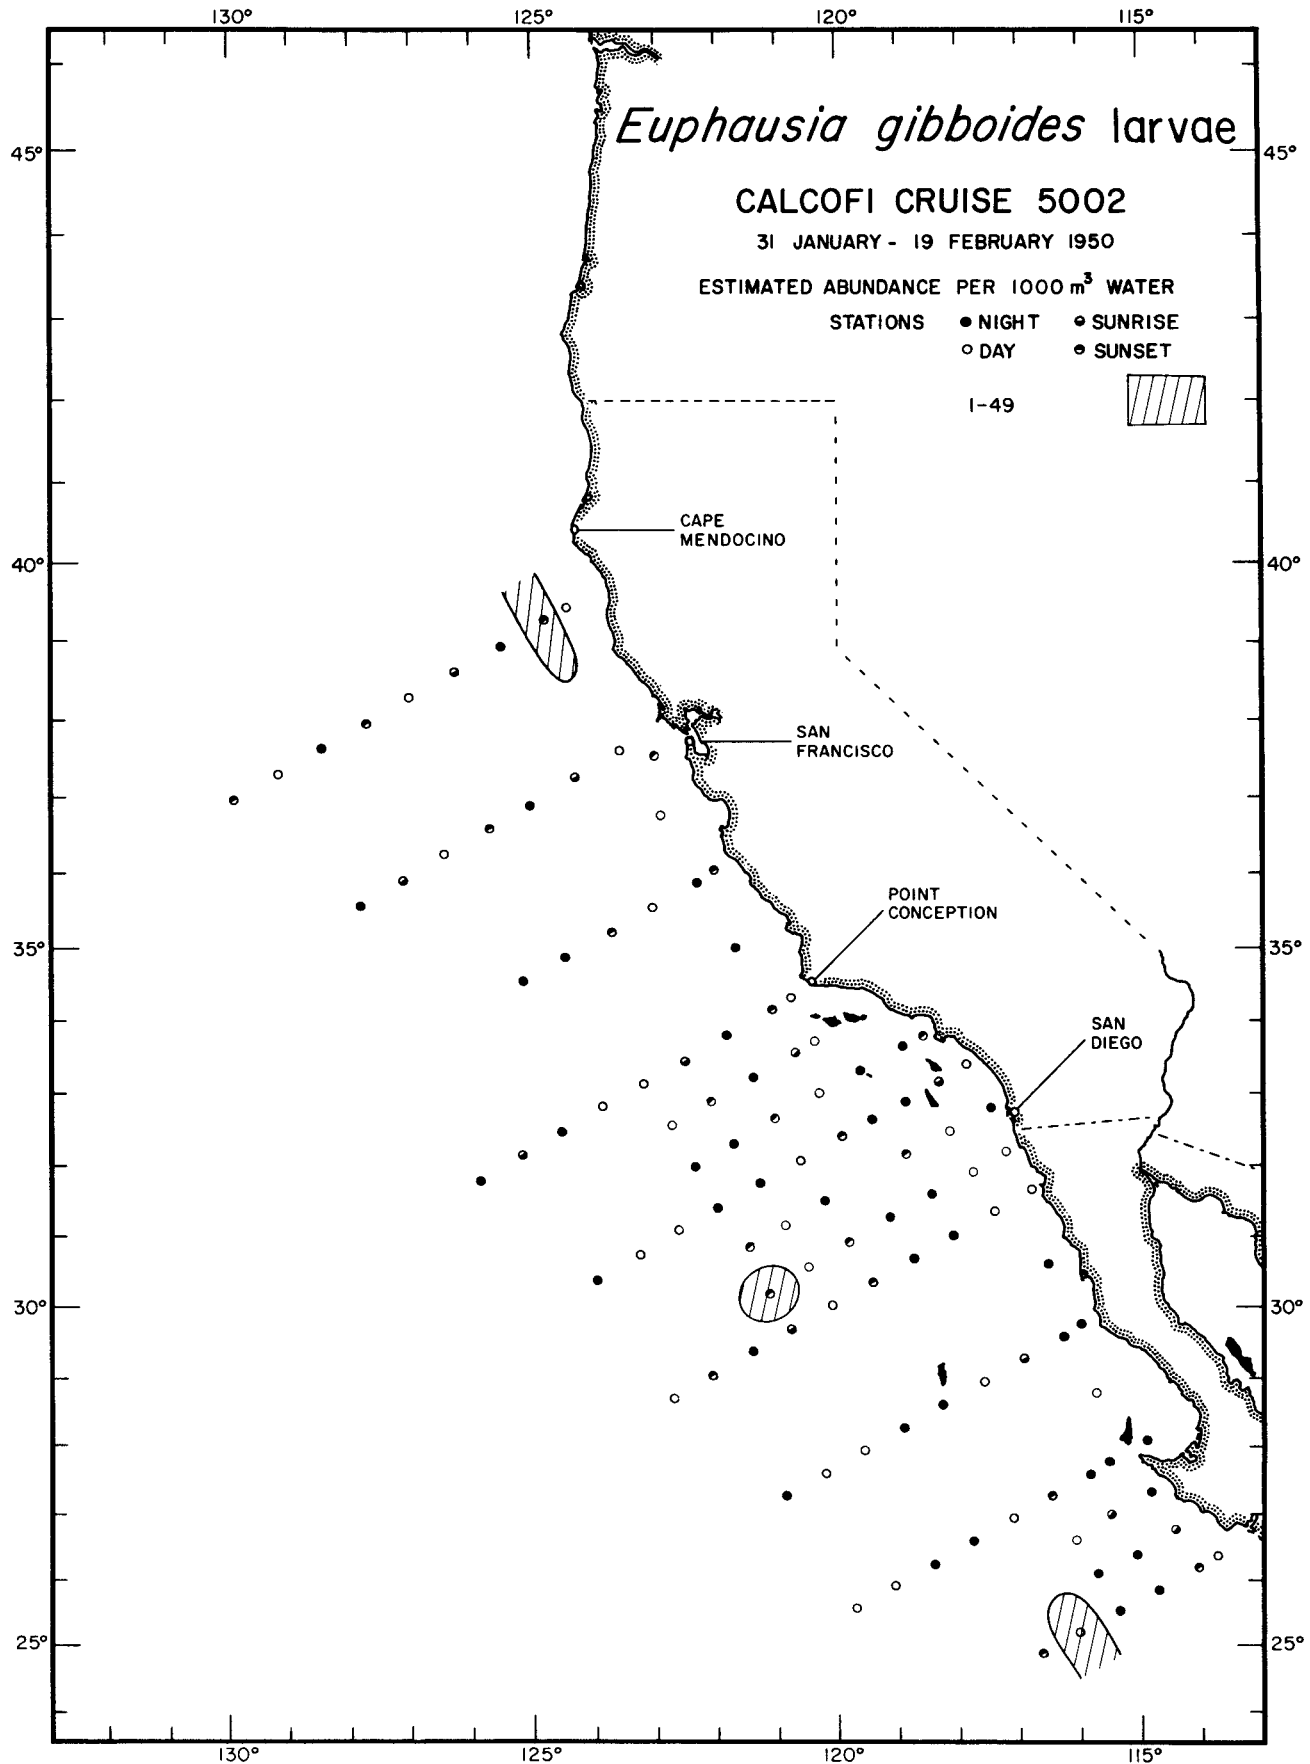 130° 125° 120° 115°
Euphausia gibboides larvae
45° 45°
CALCOFI CRUISE 5002
31 JANUARY - 19 FEBRUARY 1950
ESTIMATED ABUNDANCE PER 1000 m³ WATER
STATIONS ● NIGHT SUNRISE
○ DAY SUNSET
1-49
CAPE
MENDOCINO
40° 40°
SAN
FRANCISCO
POINT
CONCEPTION
35° 35°
SAN
DIEGO
30° 30°
25° 25°
130° 125° 120° 115°